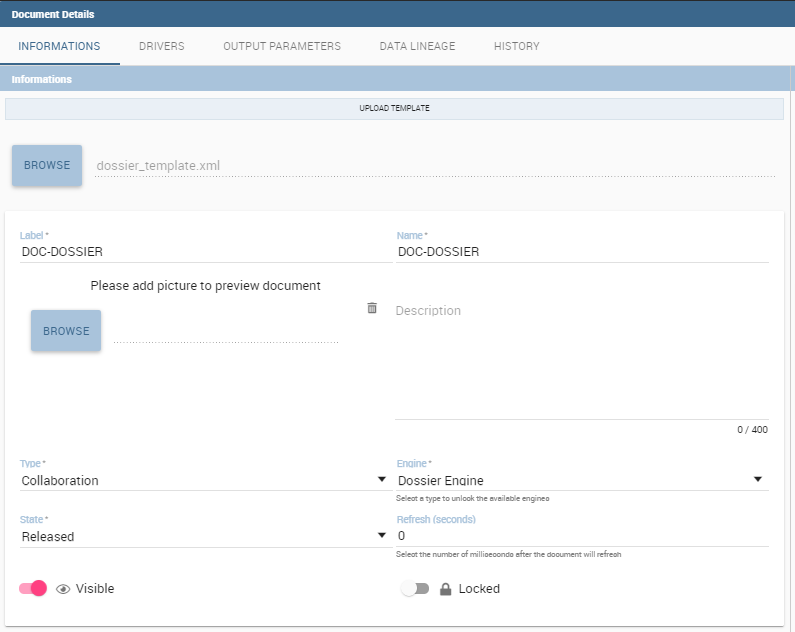 Document Details
INFORMATIONS DRIVERS OUTPUT PARAMETERS DATA LINEAGE HISTORY
Informations
UPLOAD TEMPLATE
BROWSE dossier_template.xml
Label * Name *
DOC-DOSSIER DOC-DOSSIER
Please add picture to preview document
Description
BROWSE
0 / 400
Type * Engine *
Collaboration Dossier Engine
Select a type to unlook the available engines
State * Refresh (seconds)
Released 0
Select the number of milliseconds after the document will refresh
Visible Locked